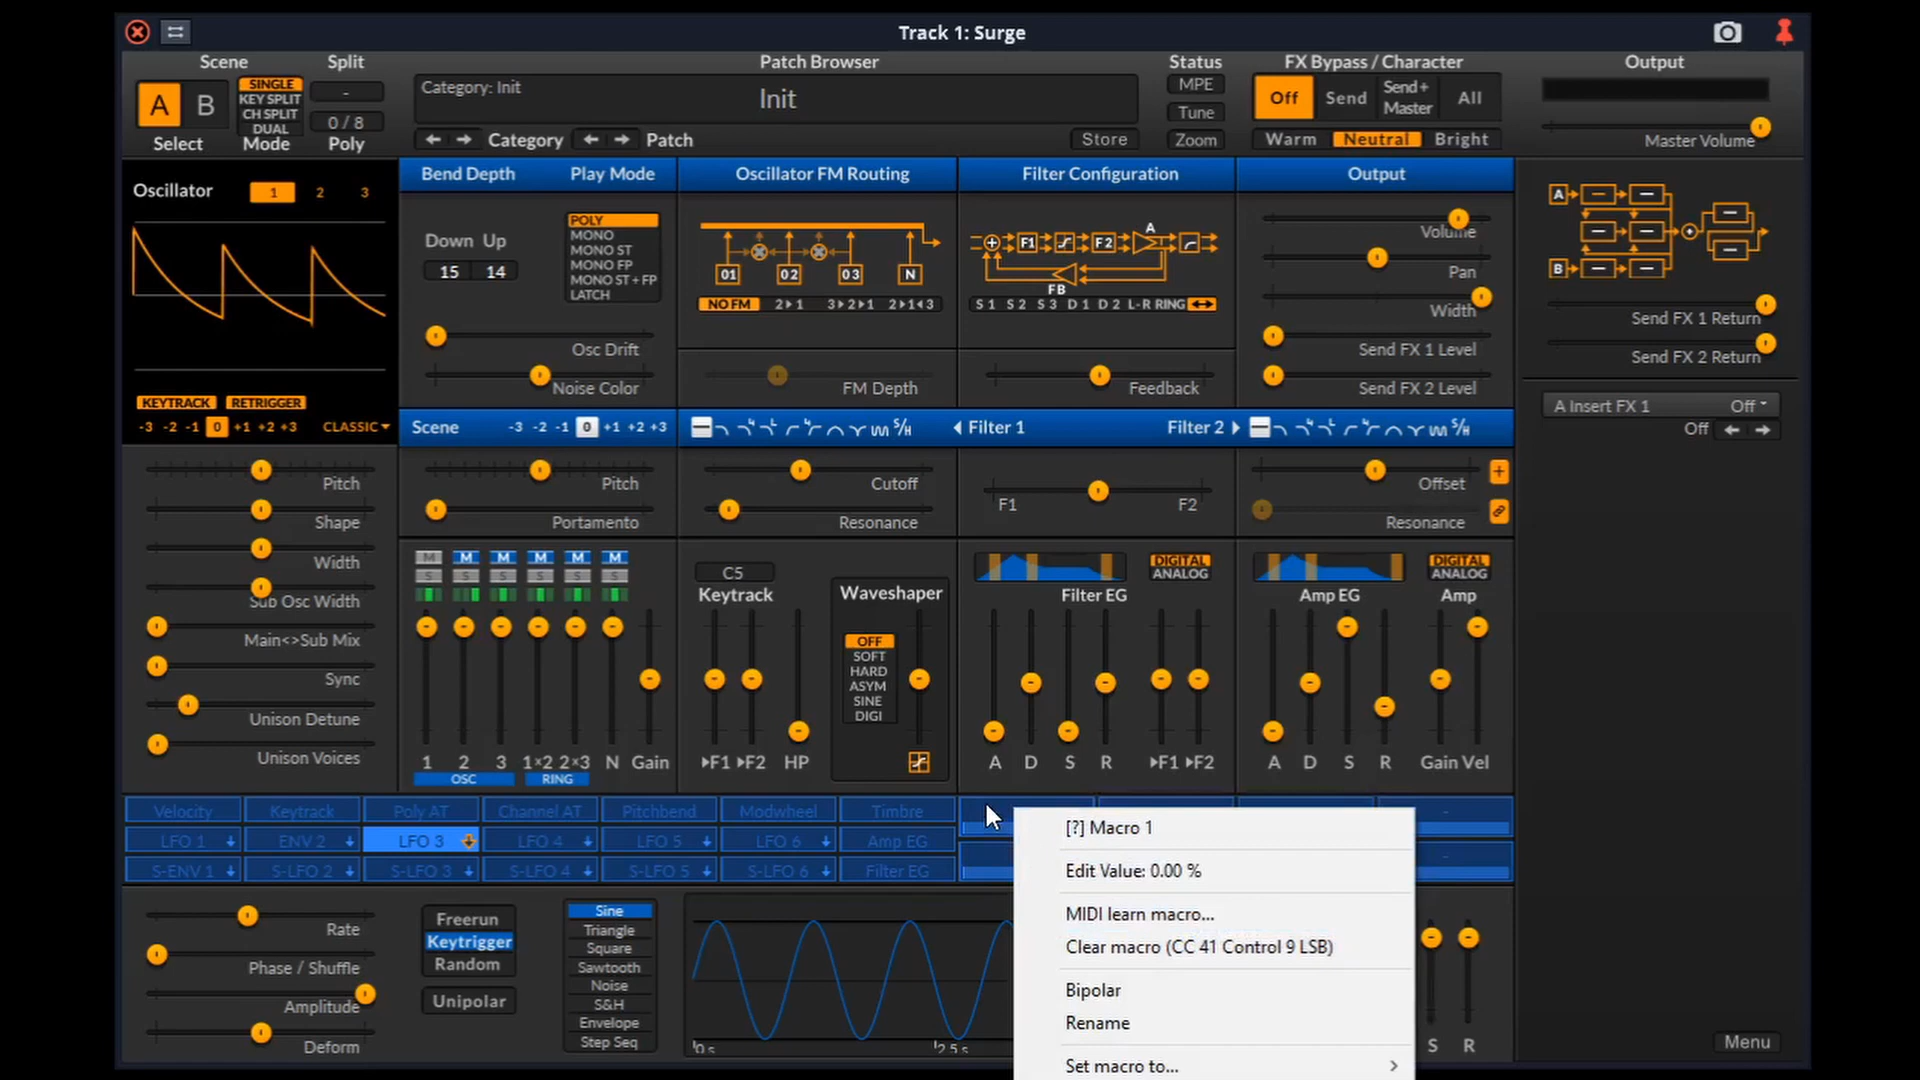 Track 1: Surge
Scene
Split
Patch Browser
Status
FX Bypass / Character
Output
A B
SINGLE
KEY SPLIT
CH SPLIT
DUAL
-
0 / 8
Select
Mode
Poly
Category: Init
Init
Category
Patch
Store
MPE
Tune
Zoom
Off
Send
Send+
Master
All
Warm
Neutral
Bright
Master Volume
Oscillator
1 2 3
KEYTRACK
RETRIGGER
-3 -2 -1 0 +1 +2 +3
CLASSIC
Bend Depth
Play Mode
Oscillator FM Routing
Filter Configuration
Output
Down Up
15 14
POLY
MONO
MONO ST
MONO FP
MONO ST+FP
LATCH
Osc Drift
Noise Color
O1 O2 O3 N
NO FM 2▸1 3▸2▸1 2▸1◂3
FM Depth
A
F1 F2
FB
S 1 S 2 S 3 D 1 D 2 L-R RING
Feedback
Volume
Pan
Width
Send FX 1 Level
Send FX 2 Level
A
B
Send FX 1 Return
Send FX 2 Return
A Insert FX 1
Off
Off
Scene
-3 -2 -1 0 +1 +2 +3
S/H
Filter 1
Filter 2
S/H
Pitch
Shape
Width
Sub Osc Width
Main<>Sub Mix
Sync
Unison Detune
Unison Voices
Pitch
Portamento
Cutoff
Resonance
F1
F2
Offset
Resonance
M M M M M M
S S S S S S
1 2 3 1×2 2×3 N Gain
OSC
RING
C5
Keytrack
▸F1 ▸F2 HP
Waveshaper
OFF
SOFT
HARD
ASYM
SINE
DIGI
DIGITAL
ANALOG
Filter EG
A D S R ▸F1 ▸F2
DIGITAL
ANALOG
Amp EG
Amp
A D S R Gain Vel
Velocity
Keytrack
Poly AT
Channel AT
Pitchbend
Modwheel
Timbre
-
LFO 1
ENV 2
LFO 3
LFO 4
LFO 5
LFO 6
Amp EG
-
S-ENV 1
S-LFO 2
S-LFO 3
S-LFO 4
S-LFO 5
S-LFO 6
Filter EG
[?] Macro 1
Edit Value: 0.00 %
MIDI learn macro...
Clear macro (CC 41 Control 9 LSB)
Bipolar
Rename
Set macro to...
Rate
Phase / Shuffle
Amplitude
Deform
Freerun
Keytrigger
Random
Unipolar
Sine
Triangle
Square
Sawtooth
Noise
S&H
Envelope
Step Seq
0 s
2.5 s
S R
Menu